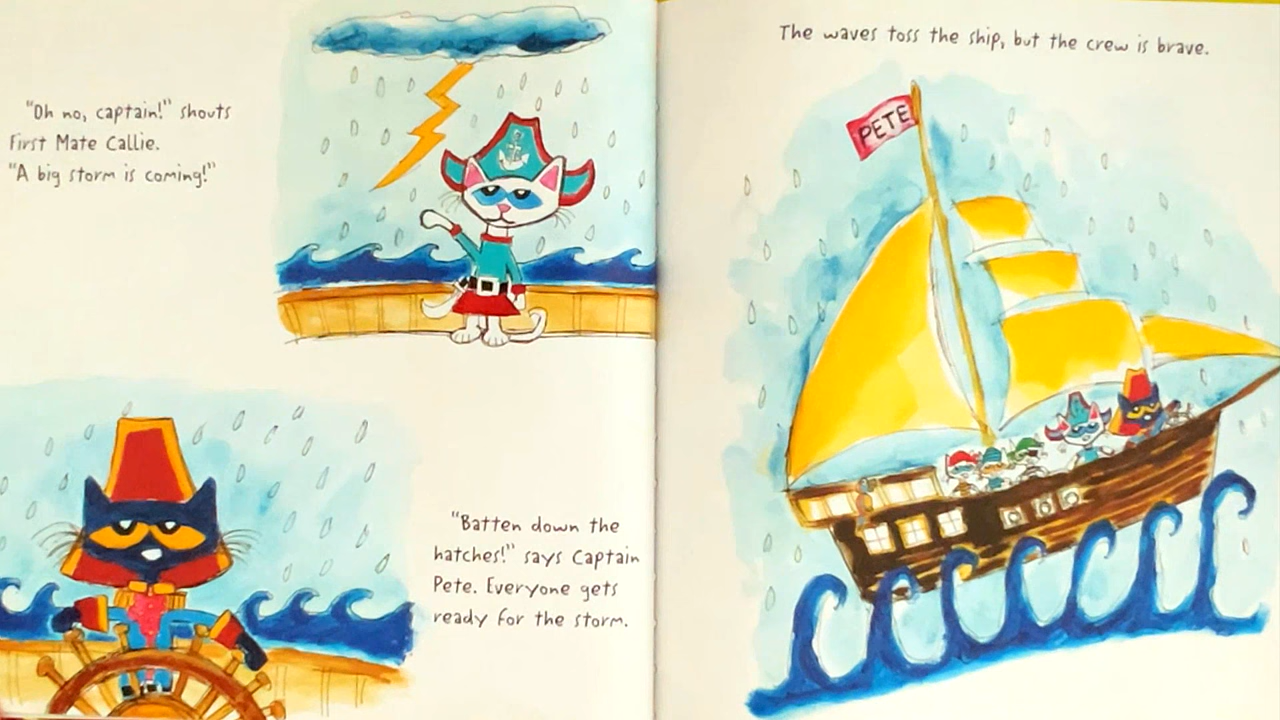 "Oh no, captain!" shouts
First Mate Callie.
"A big storm is coming!"
"Batten down the
hatches!" says Captain
Pete. Everyone gets
ready for the storm.
The waves toss the ship, but the crew is brave.
PETE